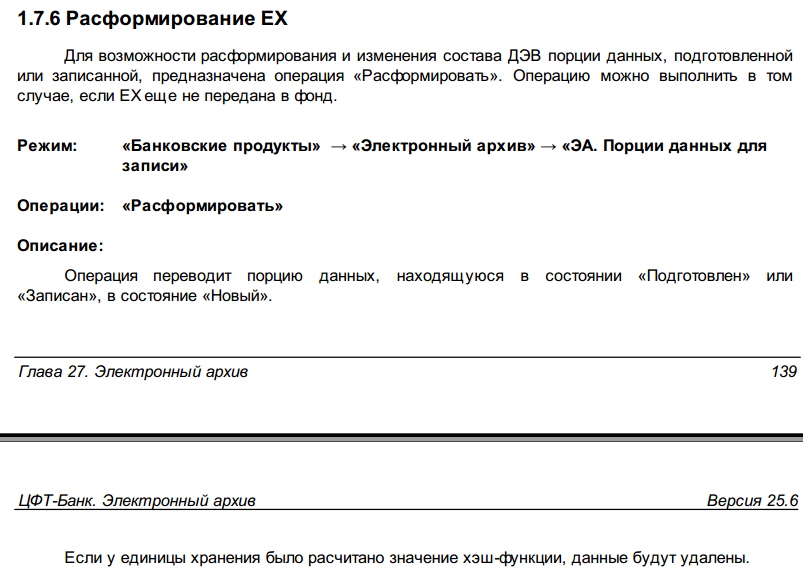 1.7.6 Расформирование ЕХ
Для возможности расформирования и изменения состава ДЭВ порции данных, подготовленной
или записанной, предназначена операция «Расформировать». Операцию можно выполнить в том
случае, если ЕХ еще не передана в фонд.
Режим: «Банковские продукты» → «Электронный архив» → «ЭА. Порции данных для
записи»
Операции: «Расформировать»
Описание:
Операция переводит порцию данных, находящуюся в состоянии «Подготовлен» или
«Записан», в состояние «Новый».
Глава 27. Электронный архив 139
ЦФТ-Банк. Электронный архив Версия 25.6
Если у единицы хранения было расчитано значение хэш-функции, данные будут удалены.